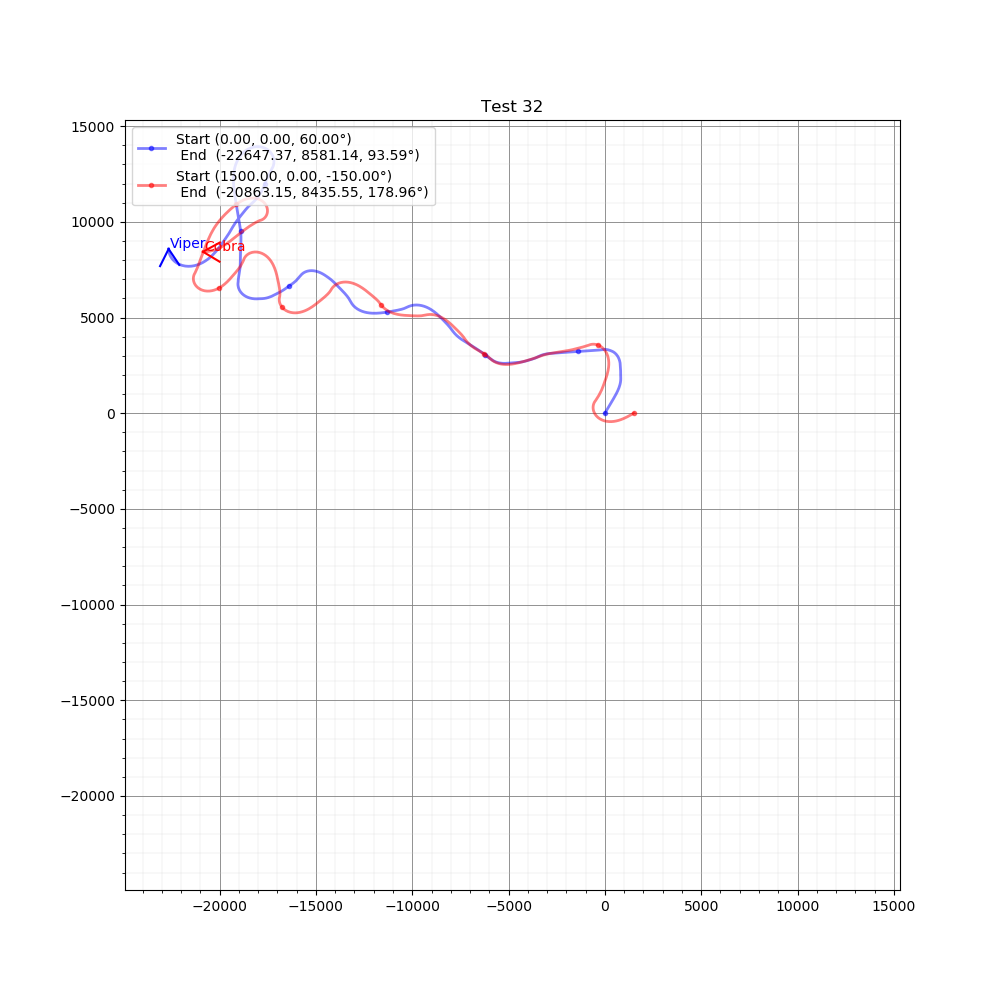 Test 32
Start (0.00, 0.00, 60.00°)
End (-22647.37, 8581.14, 93.59°)
Start (1500.00, 0.00, -150.00°)
End (-20863.15, 8435.55, 178.96°)
Viper
Cobra
15000
10000
5000
0
−5000
−10000
−15000
−20000
−20000 −15000 −10000 −5000 0 5000 10000 15000